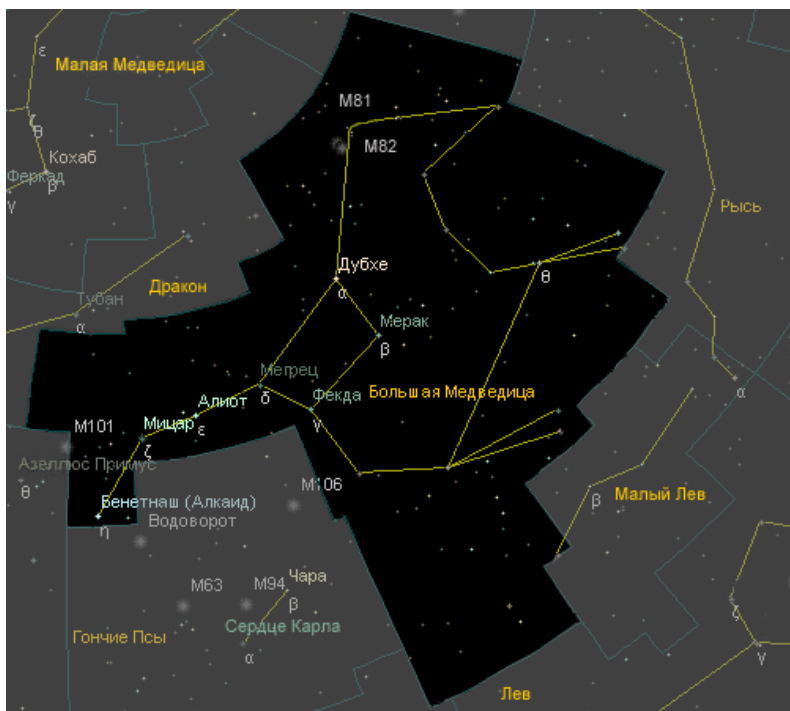 ε
Малая Медведица
M81
ζ
θ
M82
Кохаб
Феркад
β
γ
Рысь
Дубхе
θ
Дракон
α
Тубан
α
Мерак
β
Мегрец
α
δ
Фекда
Большая Медведица
Алиот
γ
ε
M101
Мицар
ζ
Азеллюс Примус
θ
M106
Малый Лев
β
Бенетнаш (Алкаид)
η
Водоворот
Чара
M63
M94
β
ζ
Сердце Карла
Гончие Псы
α
γ
Лев